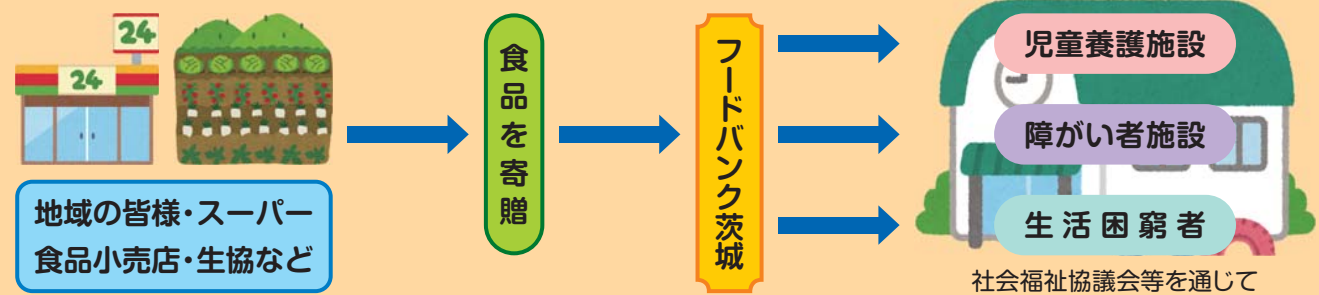 24
24
地域の皆様・スーパー
食品小売店・生協など
食品を寄贈
フードバンク茨城
児童養護施設
障がい者施設
生活困窮者
社会福祉協議会等を通じて